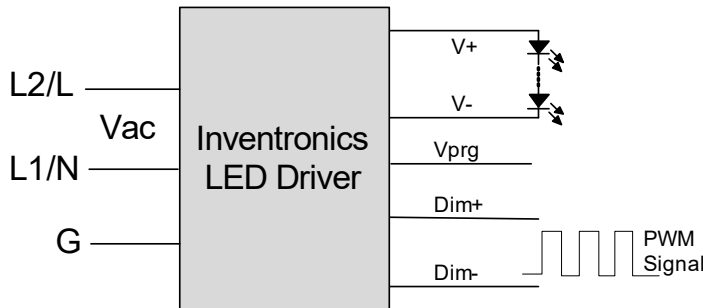 L2/L
Vac
L1/N
G
Inventronics
LED Driver
V+
V-
Vprg
Dim+
Dim-
PWM
Signal